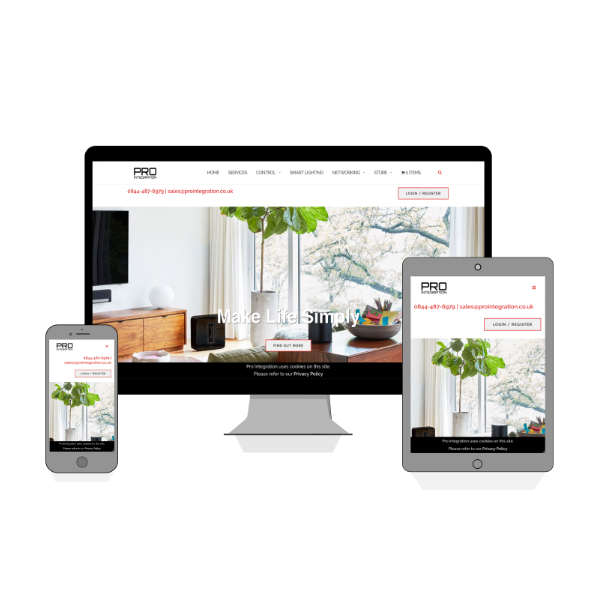 PRO
INTEGRATION
HOME SERVICES CONTROL SMART LIGHTING NETWORKING STORE 0 ITEMS
0844-487-6979 | sales@prointegration.co.uk
LOGIN / REGISTER
Make Life Simply
FIND OUT MORE
Pro Integration uses cookies on this site.
Please refer to our Privacy Policy
PRO
INTEGRATION
0844-487-6979 |
sales@prointegration.co.uk
LOGIN / REGISTER
Pro Integration uses cookies on this site.
Please refer to our Privacy Policy
PRO
INTEGRATION
0844-487-6979 | sales@prointegration.co.uk
LOGIN / REGISTER
Pro Integration uses cookies on this site.
Please refer to our Privacy Policy